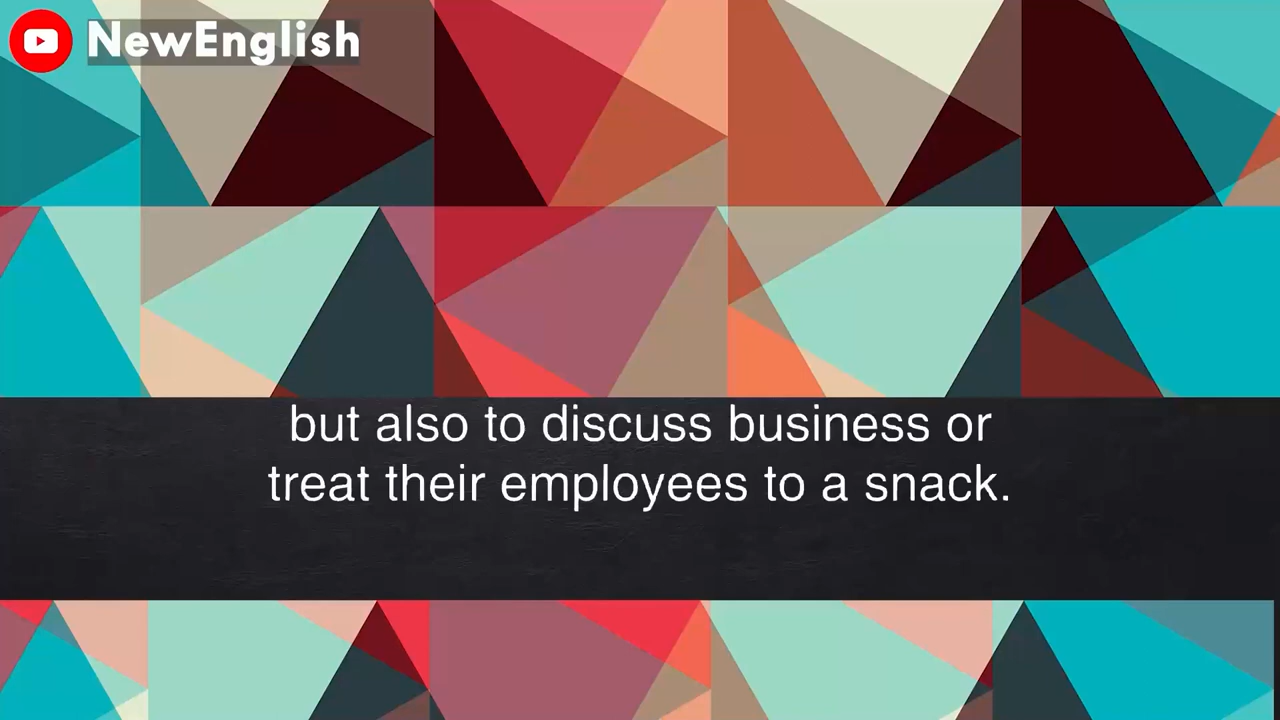 NewEnglish
but also to discuss business or
treat their employees to a snack.